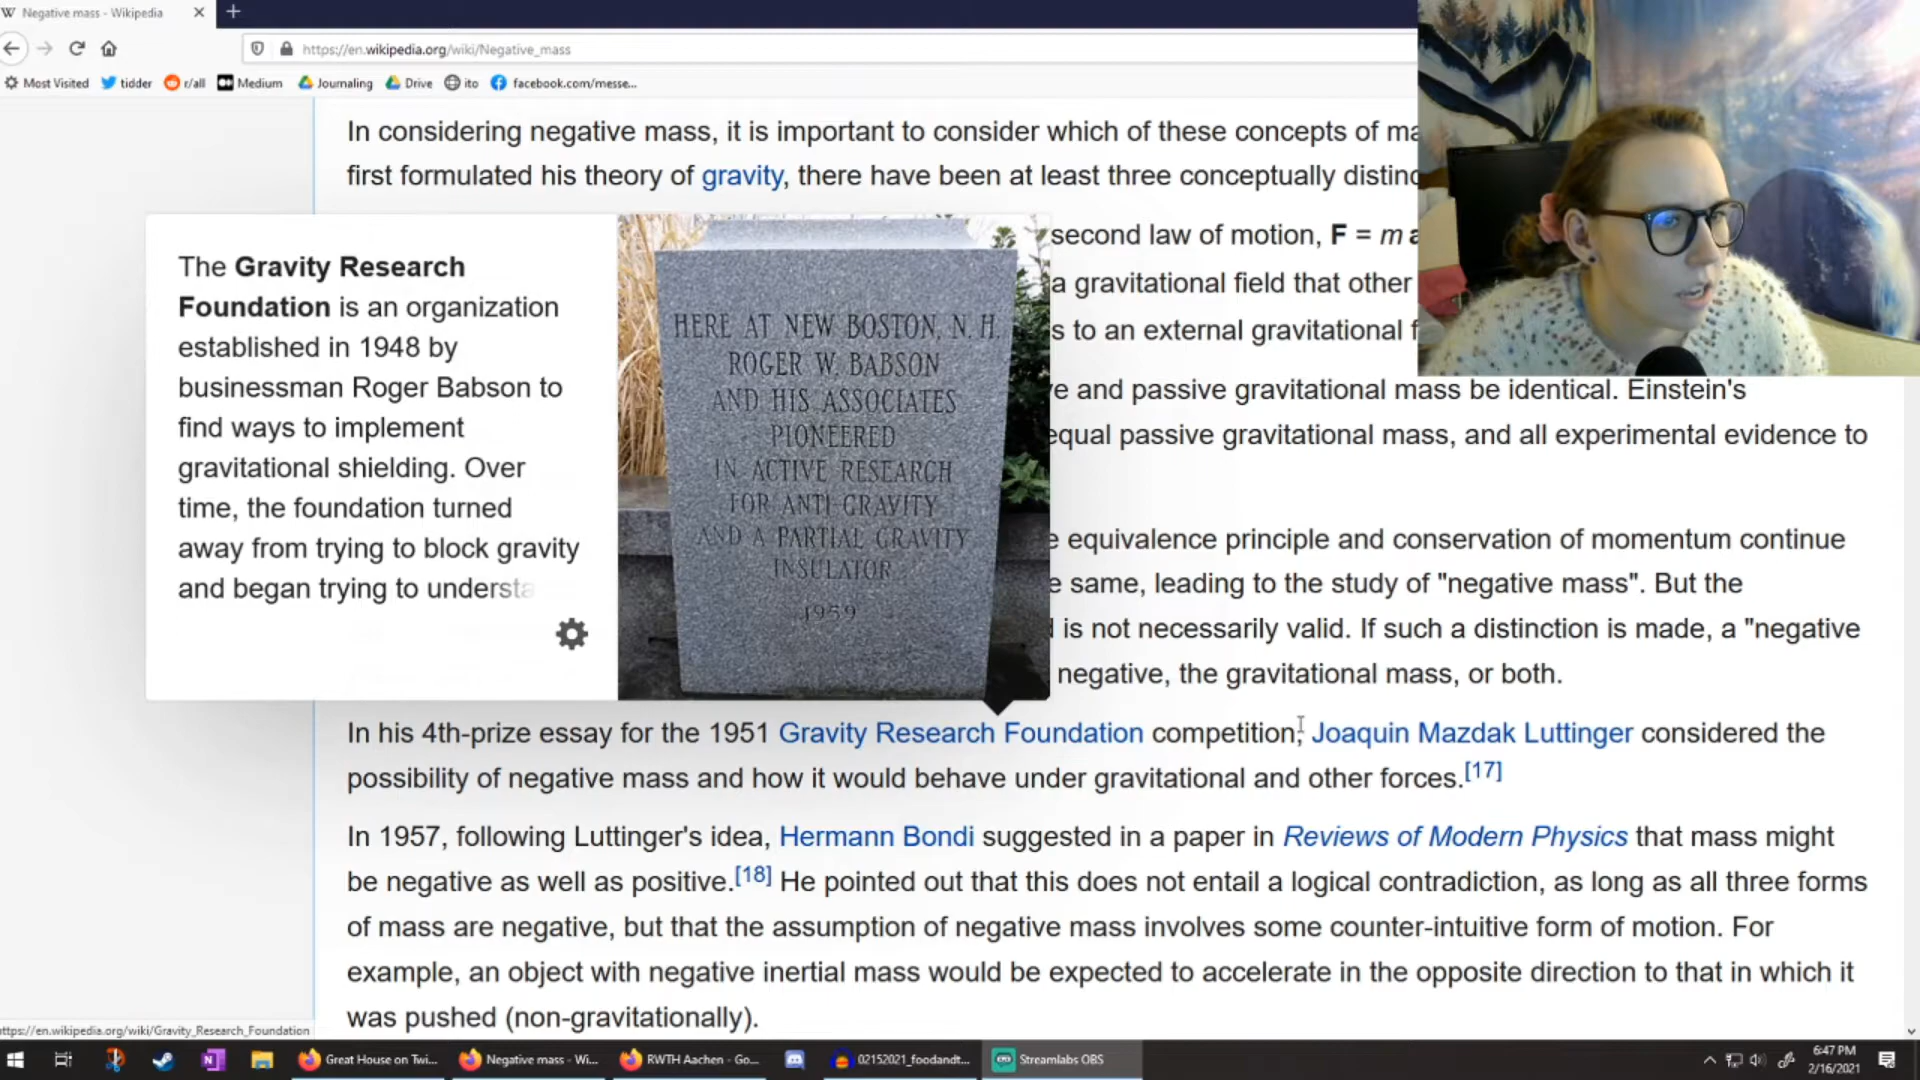 Negative mass - Wikipedia
https://en.wikipedia.org/wiki/Negative_mass
Most Visited tidder r/all Medium Journaling Drive ito facebook.com/messe...
In considering negative mass, it is important to consider which of these concepts of ma
first formulated his theory of gravity, there have been at least three conceptually distinc
second law of motion, F = m a
a gravitational field that other
s to an external gravitational f
e and passive gravitational mass be identical. Einstein's
equal passive gravitational mass, and all experimental evidence to
e equivalence principle and conservation of momentum continue
e same, leading to the study of "negative mass". But the
d is not necessarily valid. If such a distinction is made, a "negative
negative, the gravitational mass, or both.
The Gravity Research
Foundation is an organization
established in 1948 by
businessman Roger Babson to
find ways to implement
gravitational shielding. Over
time, the foundation turned
away from trying to block gravity
and began trying to understa
HERE AT NEW BOSTON, N. H.
ROGER W. BABSON
AND HIS ASSOCIATES
PIONEERED
IN ACTIVE RESEARCH
FOR ANTI GRAVITY
AND A PARTIAL GRAVITY
INSULATOR
1959
In his 4th-prize essay for the 1951 Gravity Research Foundation competition, Joaquin Mazdak Luttinger considered the
possibility of negative mass and how it would behave under gravitational and other forces.[17]
In 1957, following Luttinger's idea, Hermann Bondi suggested in a paper in Reviews of Modern Physics that mass might
be negative as well as positive.[18] He pointed out that this does not entail a logical contradiction, as long as all three forms
of mass are negative, but that the assumption of negative mass involves some counter-intuitive form of motion. For
example, an object with negative inertial mass would be expected to accelerate in the opposite direction to that in which it
was pushed (non-gravitationally).
https://en.wikipedia.org/wiki/Gravity_Research_Foundation
Great House on Twi... Negative mass - Wi... RWTH Aachen - Go... 02152021_foodandt... Streamlabs OBS
6:47 PM
2/16/2021